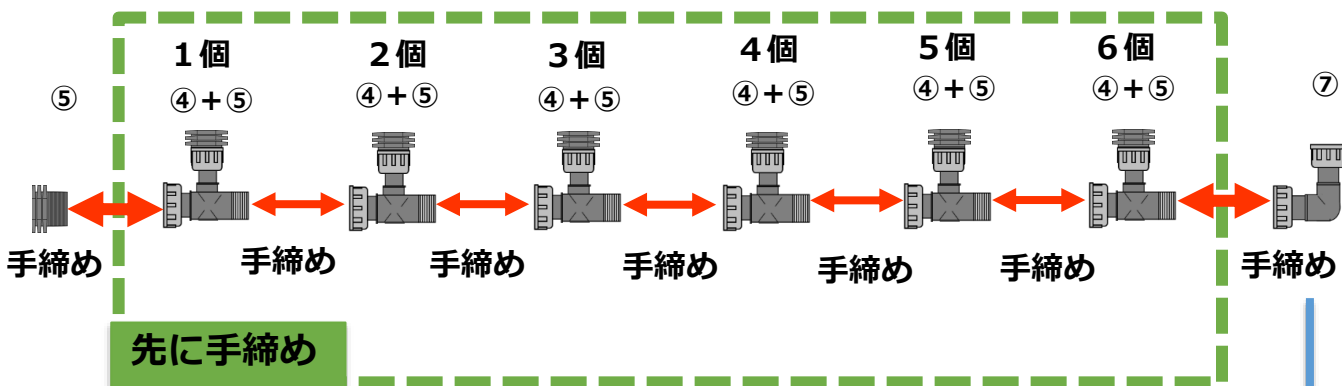 1個 2個 3個 4個 5個 6個
⑤ ④+⑤ ④+⑤ ④+⑤ ④+⑤ ④+⑤ ④+⑤ ⑦
手締め 手締め 手締め 手締め 手締め 手締め 手締め
先に手締め